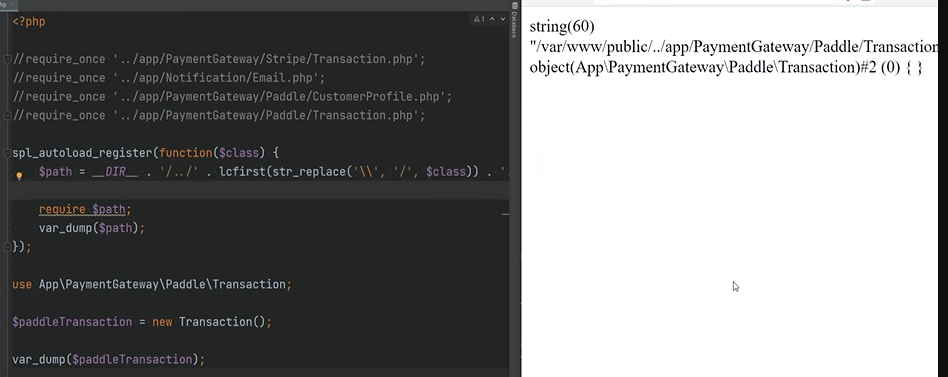 php
<?php
1
Database
//require_once '../app/PaymentGateway/Stripe/Transaction.php';
//require_once '../app/Notification/Email.php';
//require_once '../app/PaymentGateway/Paddle/CustomerProfile.php';
//require_once '../app/PaymentGateway/Paddle/Transaction.php';
spl_autoload_register(function($class) {
$path = __DIR__ . '/../' . lcfirst(str_replace('\\', '/', $class)) . '.
require $path;
var_dump($path);
});
use App\PaymentGateway\Paddle\Transaction;
$paddleTransaction = new Transaction();
var_dump($paddleTransaction);
string(60)
"/var/www/public/../app/PaymentGateway/Paddle/Transaction
object(App\PaymentGateway\Paddle\Transaction)#2 (0) { }